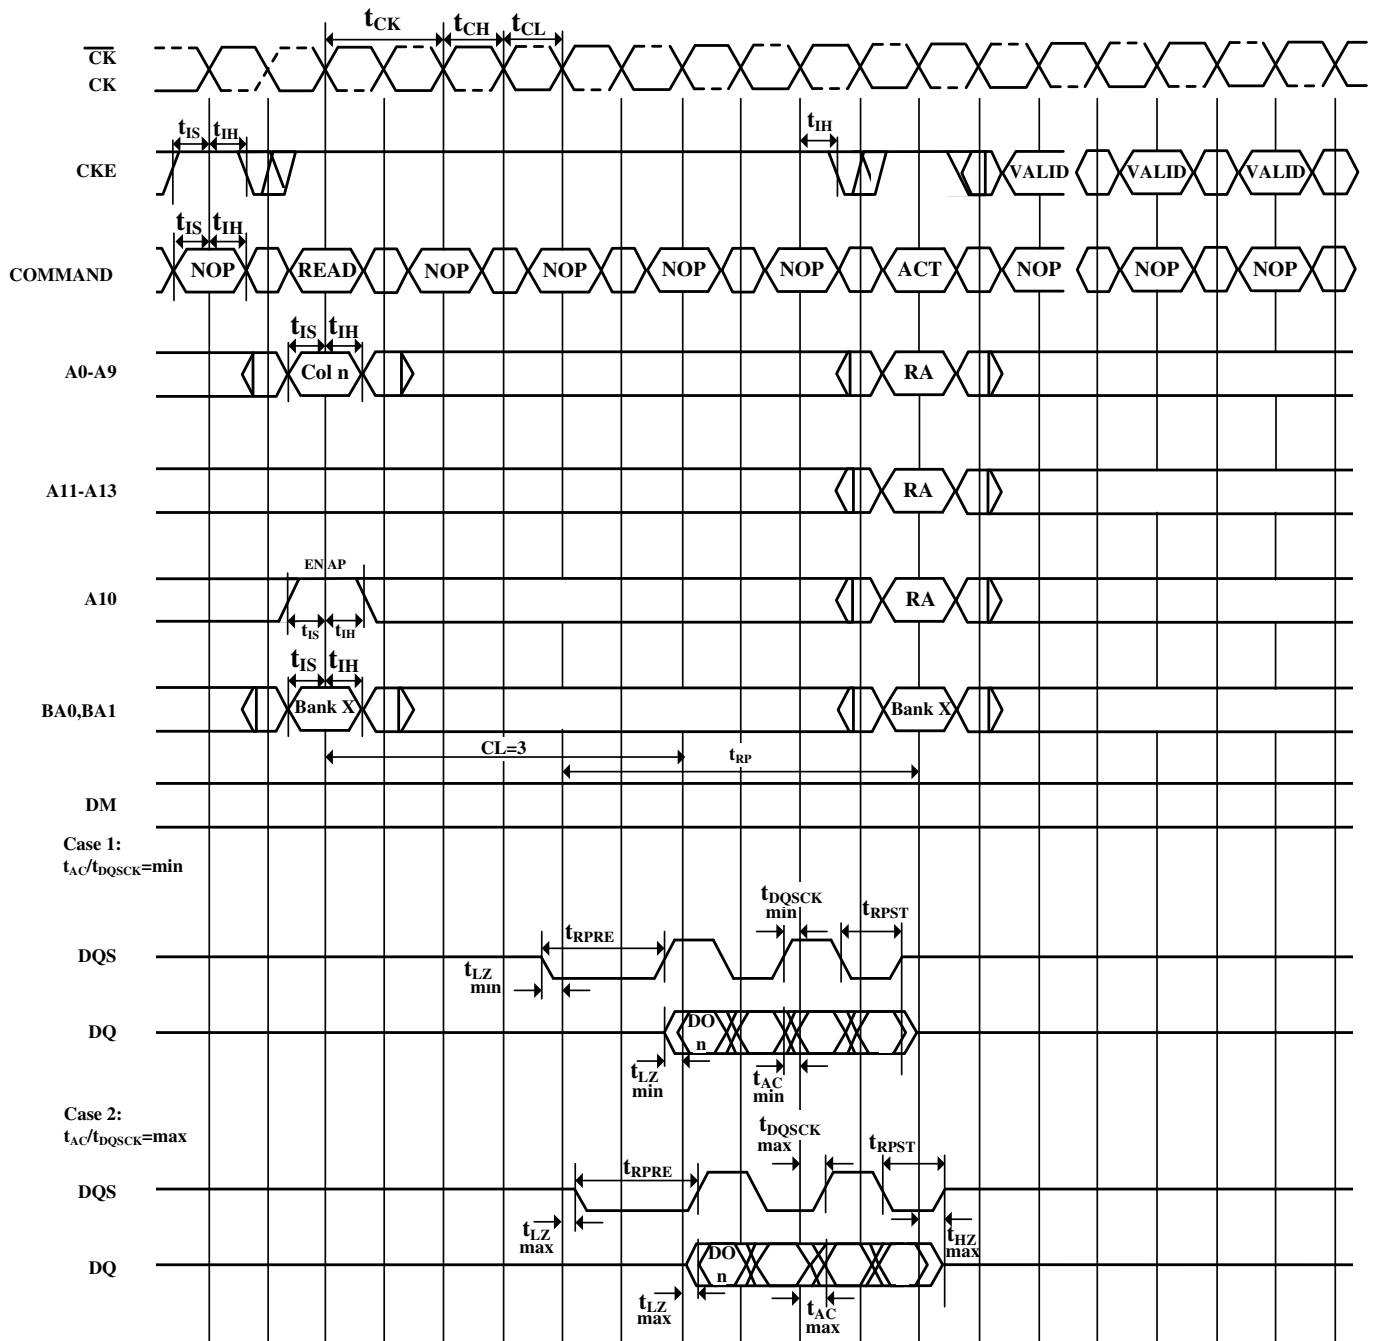 tCK tCH tCL
CK
CK
tIS tIH tIH
CKE VALID VALID VALID
tIS tIH
COMMAND NOP READ NOP NOP NOP NOP ACT NOP NOP NOP
tIS tIH
A0-A9 Col n RA
A11-A13 RA
EN AP
A10 RA
tIS tIH
tIS tIH
BA0,BA1 Bank X Bank X
CL=3
tRP
DM
Case 1:
tAC/tDQSCK=min
tDQSCK
min
tRPST
tRPRE
DQS
tLZ
min
DQ DO
n
tLZ
min
tAC
min
Case 2:
tAC/tDQSCK=max
tDQSCK
max
tRPST
tRPRE
DQS
tLZ
max
tHZ
max
DQ DO
n
tLZ
max
tAC
max